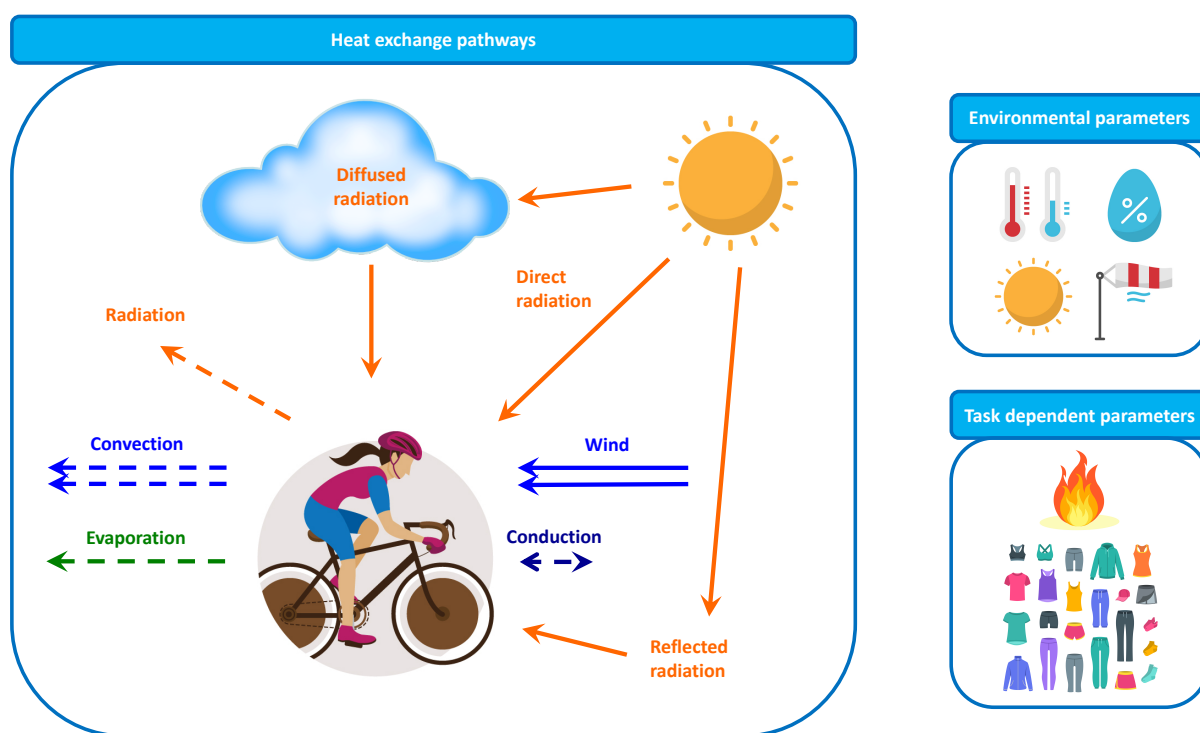 Heat exchange pathways
Environmental parameters
Diffused
radiation
%
Direct
radiation
Radiation
Task dependent parameters
Convection
Wind
Evaporation
Conduction
Reflected
radiation